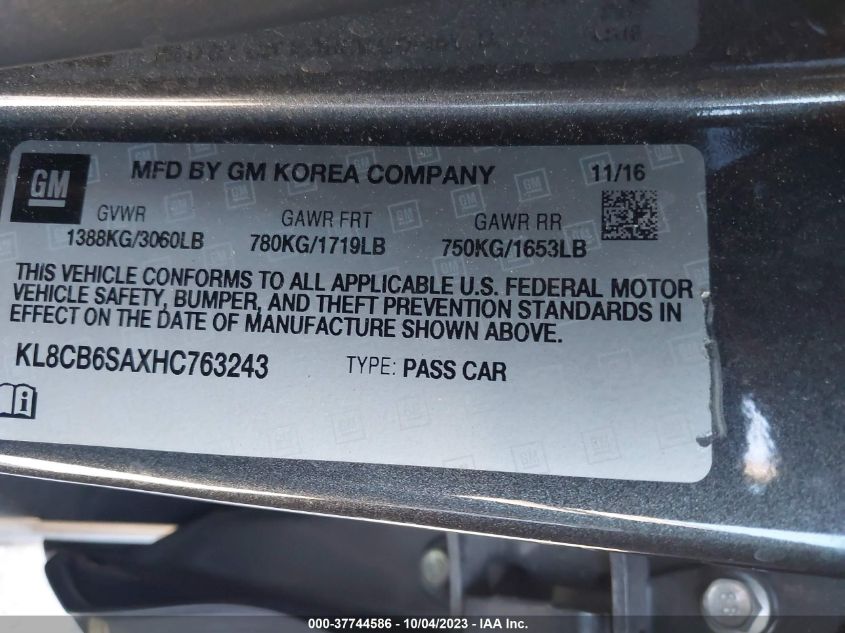 GM
MFD BY GM KOREA COMPANY 11/16
GVWR GAWR FRT GAWR RR
1388KG/3060LB 780KG/1719LB 750KG/1653LB
THIS VEHICLE CONFORMS TO ALL APPLICABLE U.S. FEDERAL MOTOR
VEHICLE SAFETY, BUMPER, AND THEFT PREVENTION STANDARDS IN
EFFECT ON THE DATE OF MANUFACTURE SHOWN ABOVE.
KL8CB6SAXHC763243 TYPE: PASS CAR
000-37744586 - 10/04/2023 - IAA Inc.